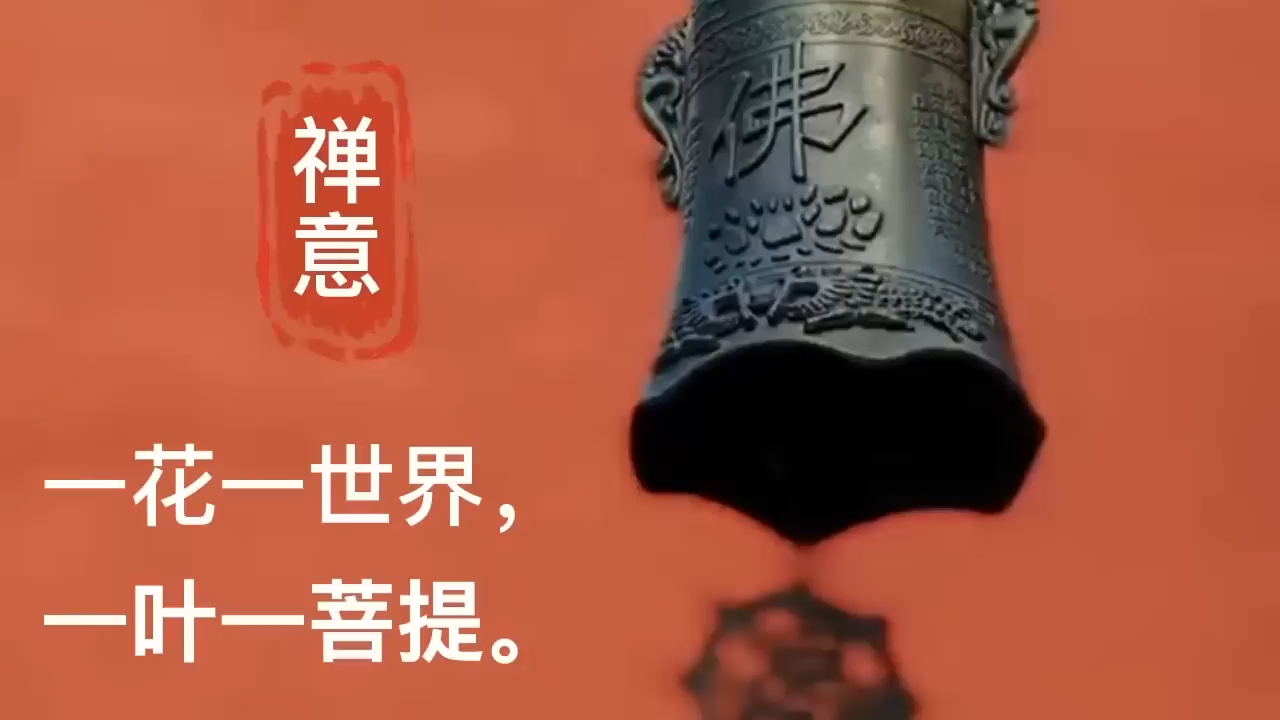 禅意
一花一世界，
一叶一菩提。
佛